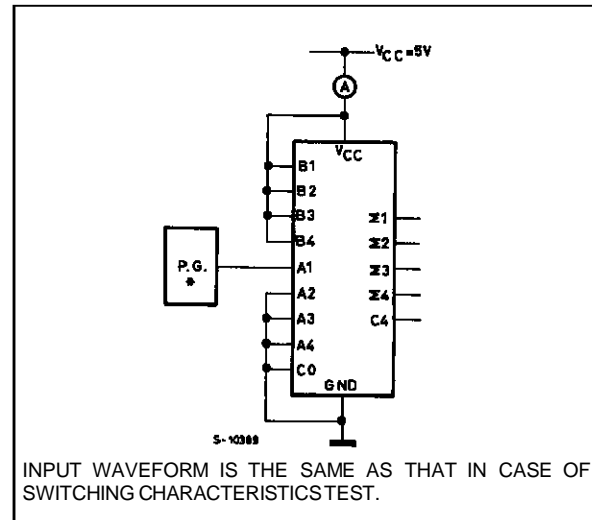 VCC=5V
A
VCC
B1
B2
B3
B4
A1
A2
A3
A4
C0
Σ1
Σ2
Σ3
Σ4
C4
GND
P.G.
*
S-10389
INPUT WAVEFORM IS THE SAME AS THAT IN CASE OF
SWITCHING CHARACTERISTICS TEST.